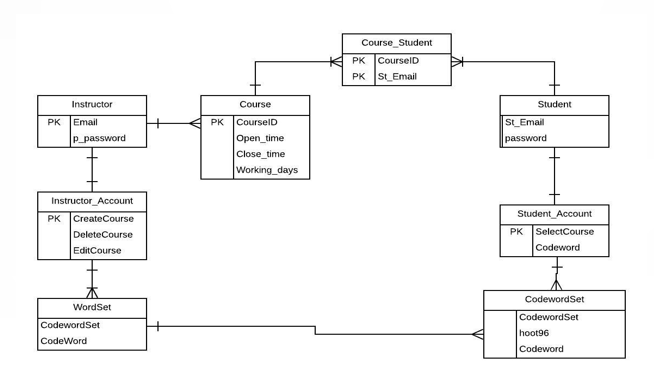 Course_Student
PK CourseID
PK St_Email
Instructor
PK Email
p_password
Course
PK CourseID
Open_time
Close_time
Working_days
Student
St_Email
password
Instructor_Account
PK CreateCourse
DeleteCourse
EditCourse
Student_Account
PK SelectCourse
Codeword
WordSet
CodewordSet
CodeWord
CodewordSet
CodewordSet
hoot96
Codeword